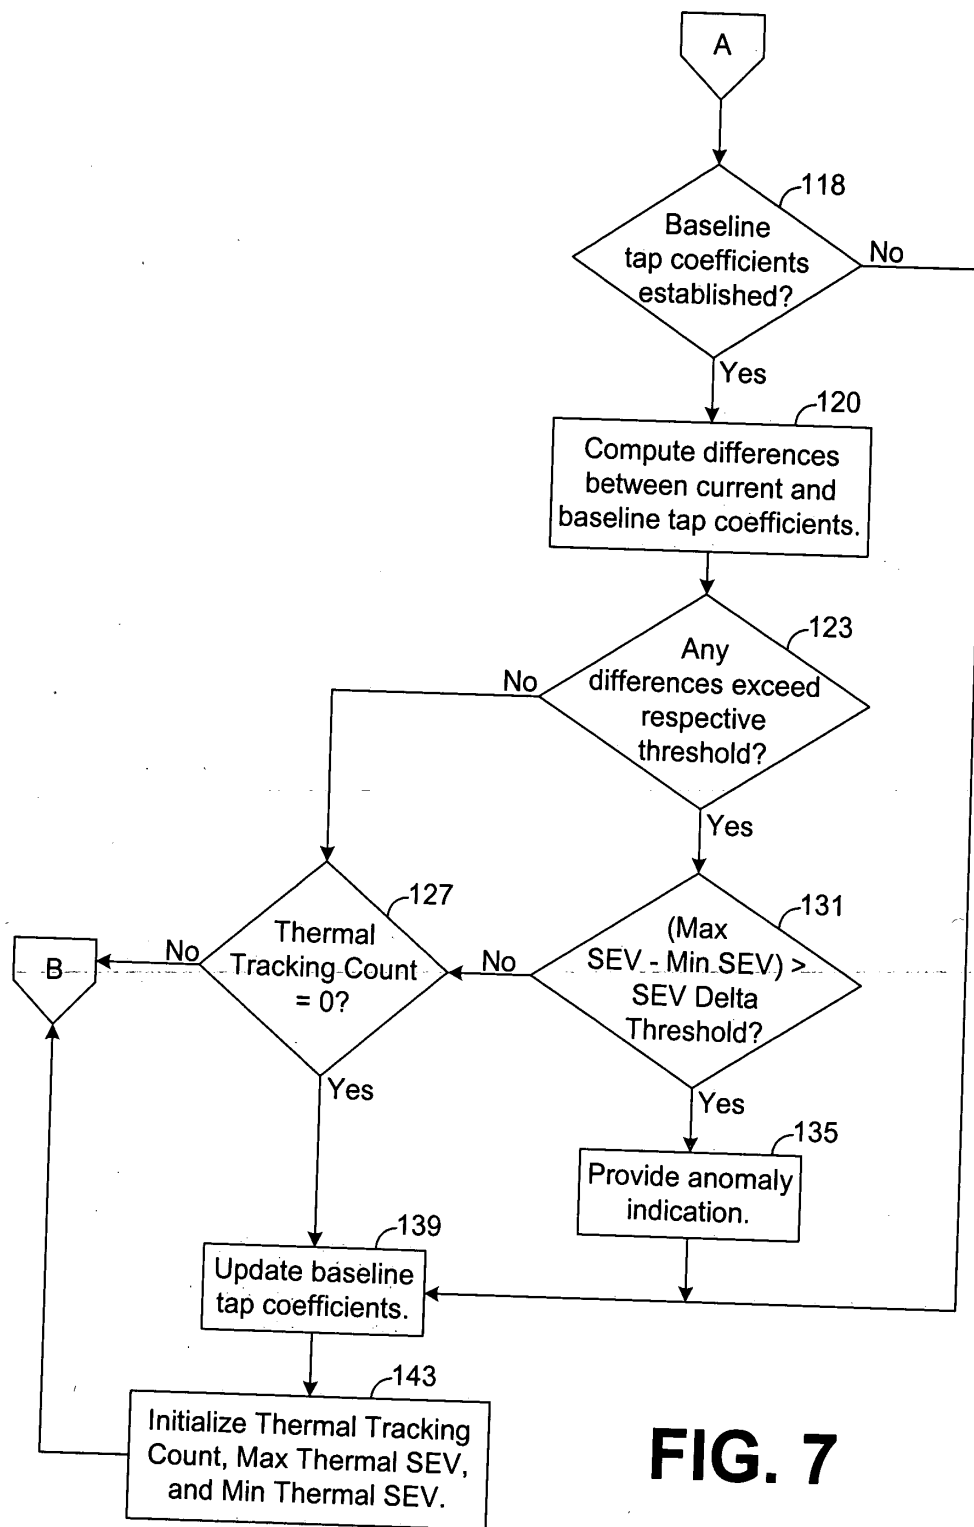 A
118
Baseline
tap coefficients
established?
No
Yes
120
Compute differences
between current and
baseline tap coefficients.
123
Any
differences exceed
respective
threshold?
No
Yes
127
Thermal
Tracking Count
= 0?
No
B
Yes
131
(Max
SEV - Min SEV) >
SEV Delta
Threshold?
No
Yes
135
Provide anomaly
indication.
139
Update baseline
tap coefficients.
143
Initialize Thermal Tracking
Count, Max Thermal SEV,
and Min Thermal SEV.
FIG. 7